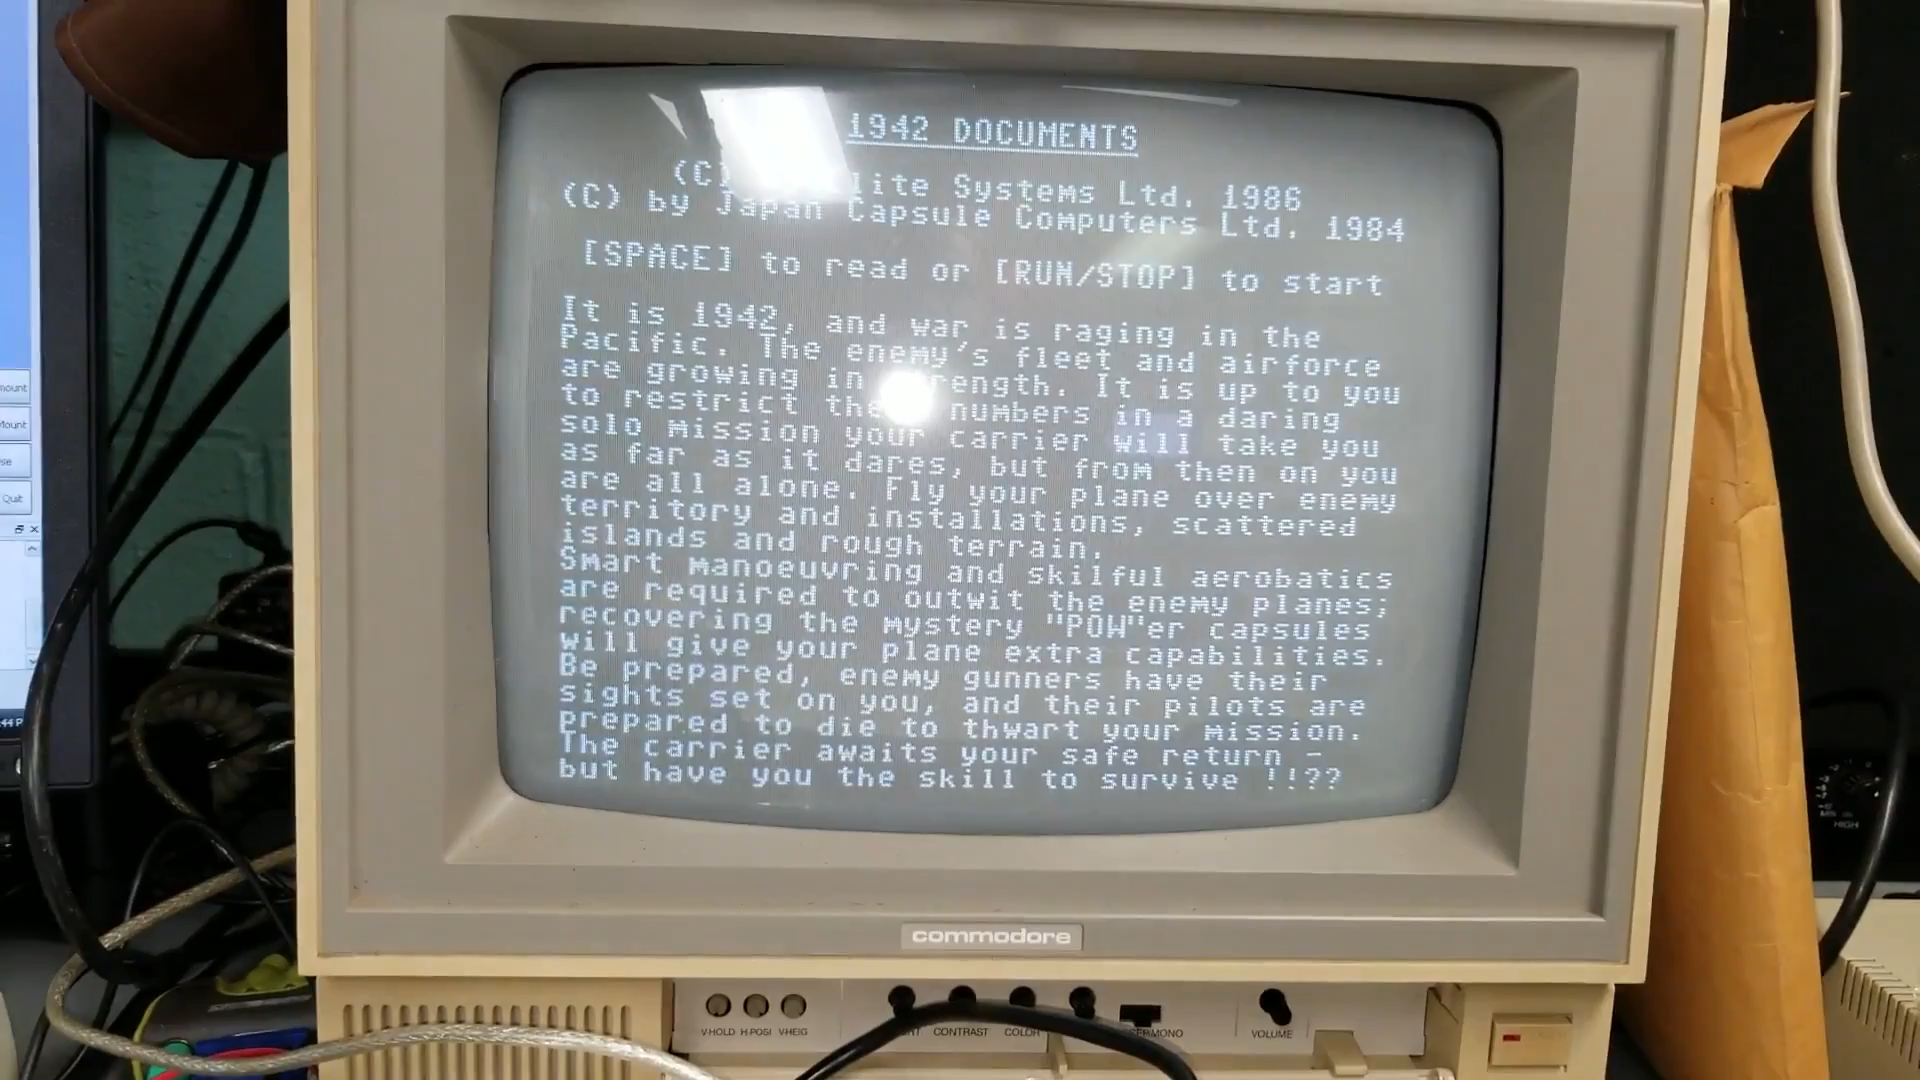 1942 DOCUMENTS
(C) Systems Ltd. 1986
(C) by Japan Capsule Computers Ltd. 1984
[SPACE] to read or [RUN/STOP] to start
It is 1942, and war is raging in the
Pacific. The enemy's fleet and airforce
are growing in strength. It is up to you
to restrict numbers in a daring
solo mission your carrier will take you
as far as it dares, but from then on you
are all alone. Fly your plane over enemy
territory and installations, scattered
islands and rough terrain.
Smart manoeuvring and skilful aerobatics
are required to outwit the enemy planes;
recovering the mystery "POW"er capsules
will give your plane extra capabilities.
Be prepared, enemy gunners have their
sights set on you, and their pilots are
prepared to die to thwart your mission.
The carrier awaits your safe return -
but have you the skill to survive !!??
commodore
V-HOLD H.POSI V-HEIG
CONTRAST COLOR
VOLUME
Mount
Quit
MIN
HIGH